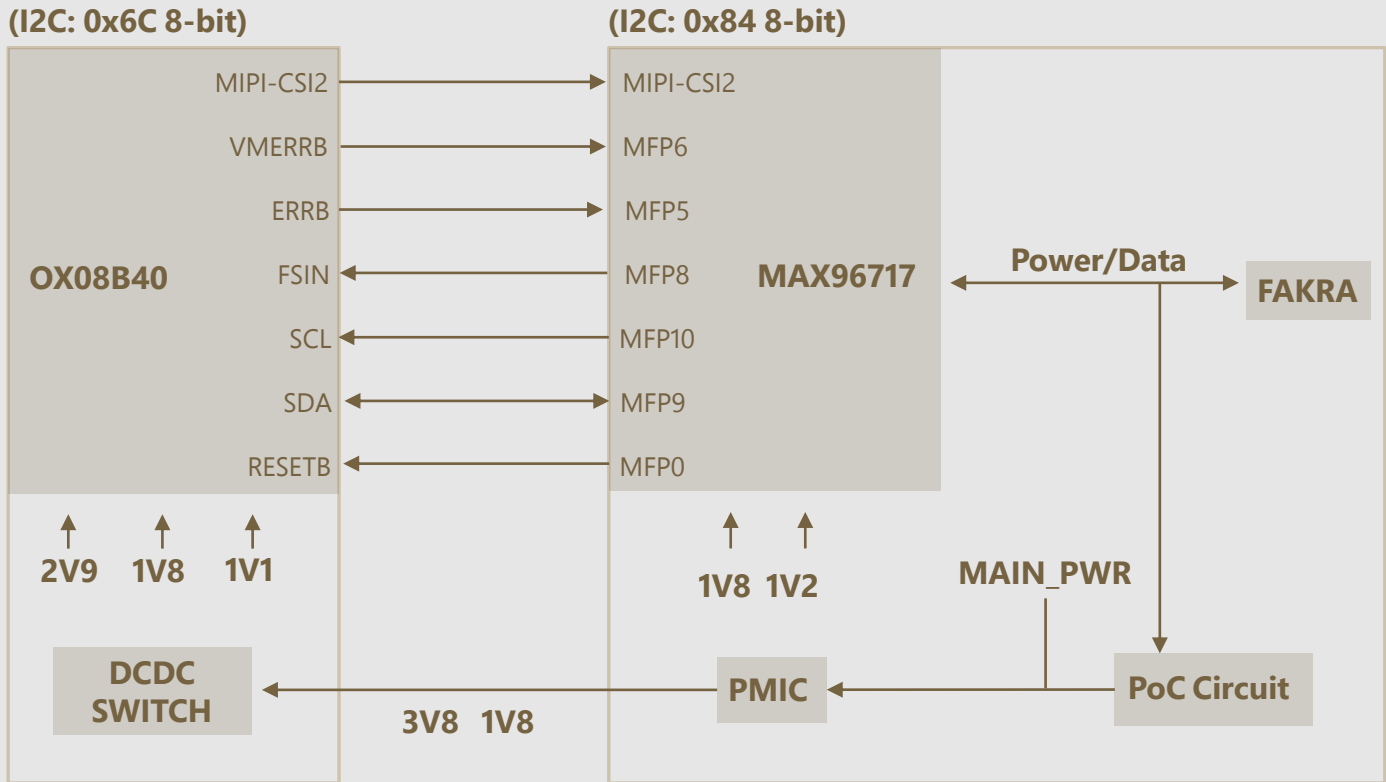 (I2C: 0x6C 8-bit)
(I2C: 0x84 8-bit)
MIPI-CSI2
MIPI-CSI2
VMERRB
MFP6
ERRB
MFP5
Power/Data
OX08B40
FSIN
MFP8
MAX96717
FAKRA
SCL
MFP10
SDA
MFP9
RESETB
MFP0
2V9
1V8
1V1
1V8
1V2
MAIN_PWR
DCDC
SWITCH
PMIC
PoC Circuit
3V8
1V8